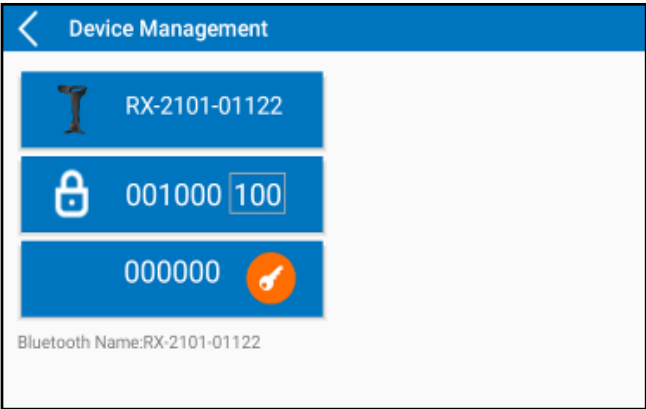 Device Management
RX-2101-01122
001000 100
000000
Bluetooth Name:RX-2101-01122